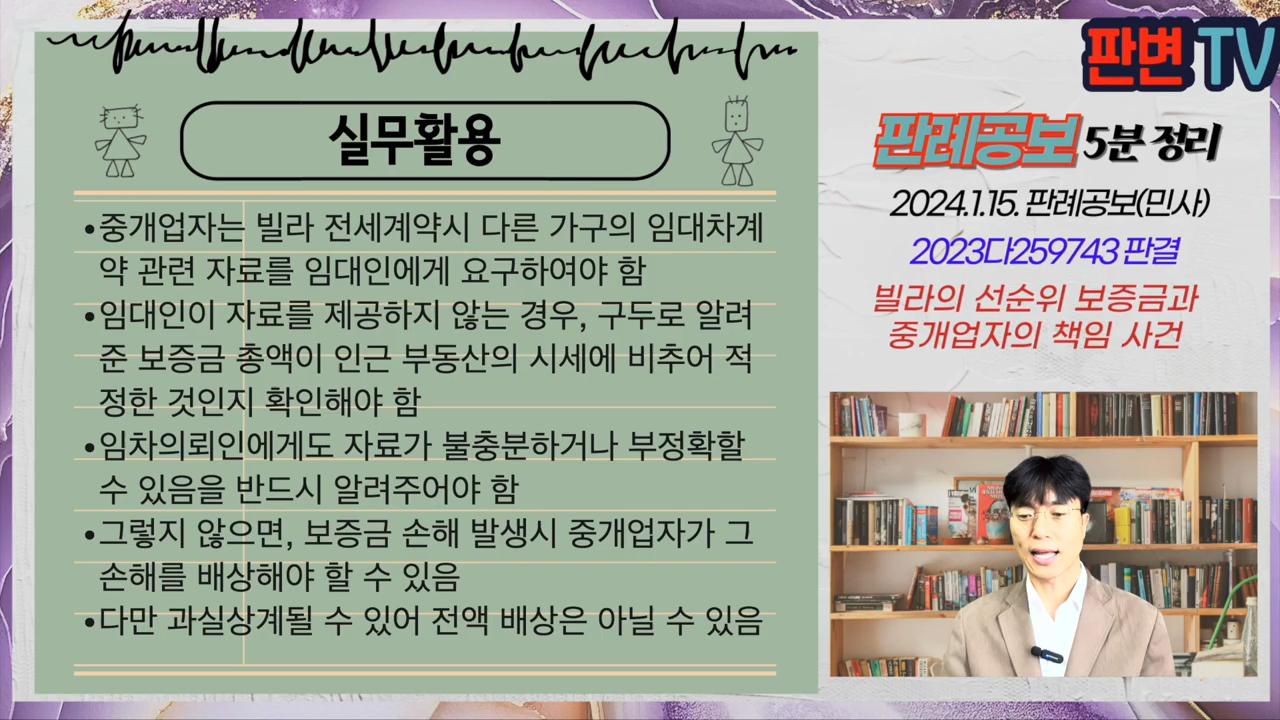 실무활용
•중개업자는 빌라 전세계약시 다른 가구의 임대차계
약 관련 자료를 임대인에게 요구하여야 함
•임대인이 자료를 제공하지 않는 경우, 구두로 알려
준 보증금 총액이 인근 부동산의 시세에 비추어 적
정한 것인지 확인해야 함
•임차의뢰인에게도 자료가 불충분하거나 부정확할
수 있음을 반드시 알려주어야 함
•그렇지 않으면, 보증금 손해 발생시 중개업자가 그
손해를 배상해야 할 수 있음
•다만 과실상계될 수 있어 전액 배상은 아닐 수 있음
판변 TV
판례공보 5분 정리
2024.1.15. 판례공보(민사)
2023다259743 판결
빌라의 선순위 보증금과
중개업자의 책임 사건